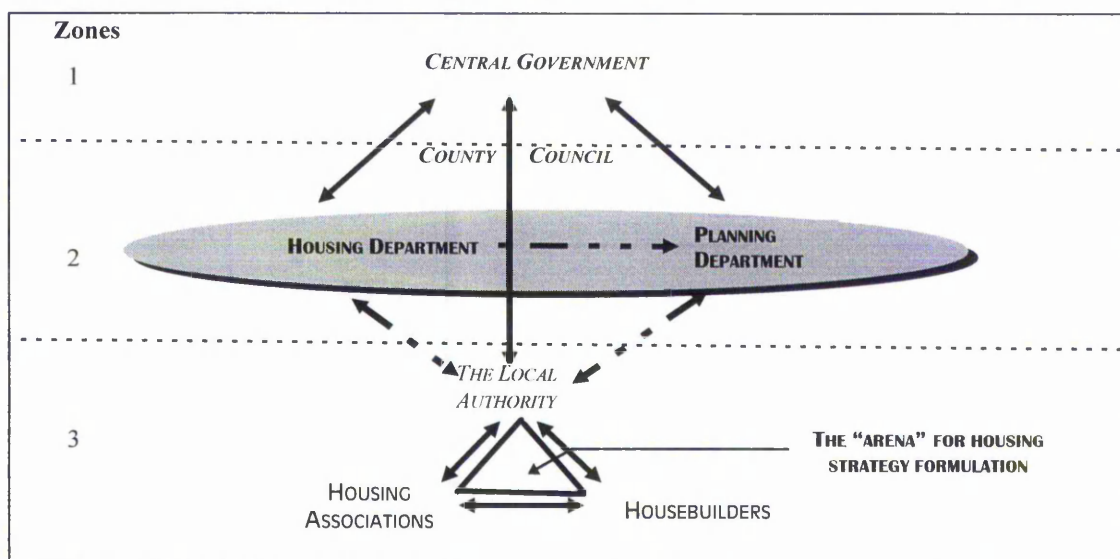 Zones
1
CENTRAL GOVERNMENT
COUNTY COUNCIL
2
HOUSING DEPARTMENT
PLANNING
DEPARTMENT
THE LOCAL
AUTHORITY
3
THE “ARENA” FOR HOUSING
STRATEGY FORMULATION
HOUSING
ASSOCIATIONS
HOUSEBUILDERS